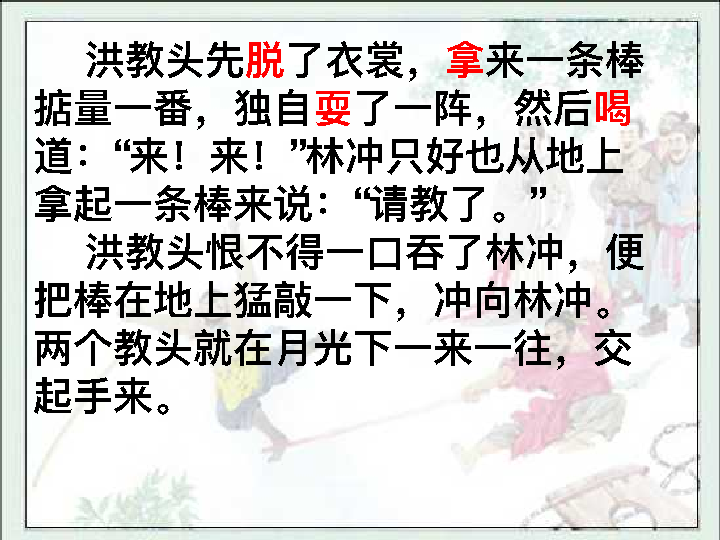 洪教头先脱了衣裳，拿来一条棒
掂量一番，独自耍了一阵，然后喝
道：“来！来！”林冲只好也从地上
拿起一条棒来说：“请教了。”
洪教头恨不得一口吞了林冲，便
把棒在地上猛敲一下，冲向林冲。
两个教头就在月光下一来一往，交
起手来。